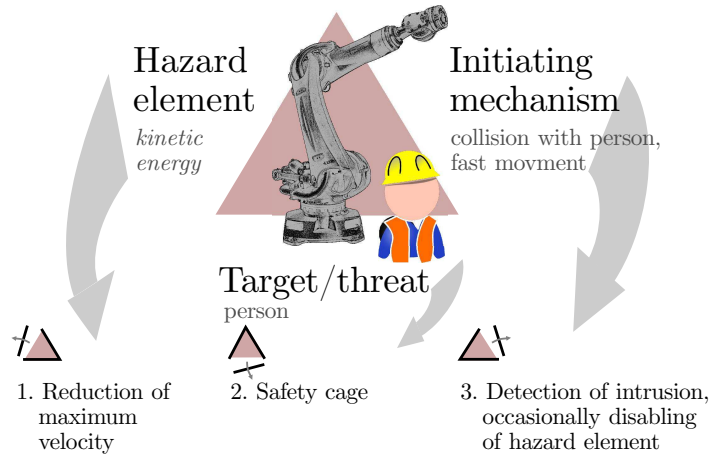 Hazard
element
kinetic
energy
Initiating
mechanism
collision with person,
fast movment
Target/threat
person
1. Reduction of
maximum
velocity
2. Safety cage
3. Detection of intrusion,
occasionally disabling
of hazard element